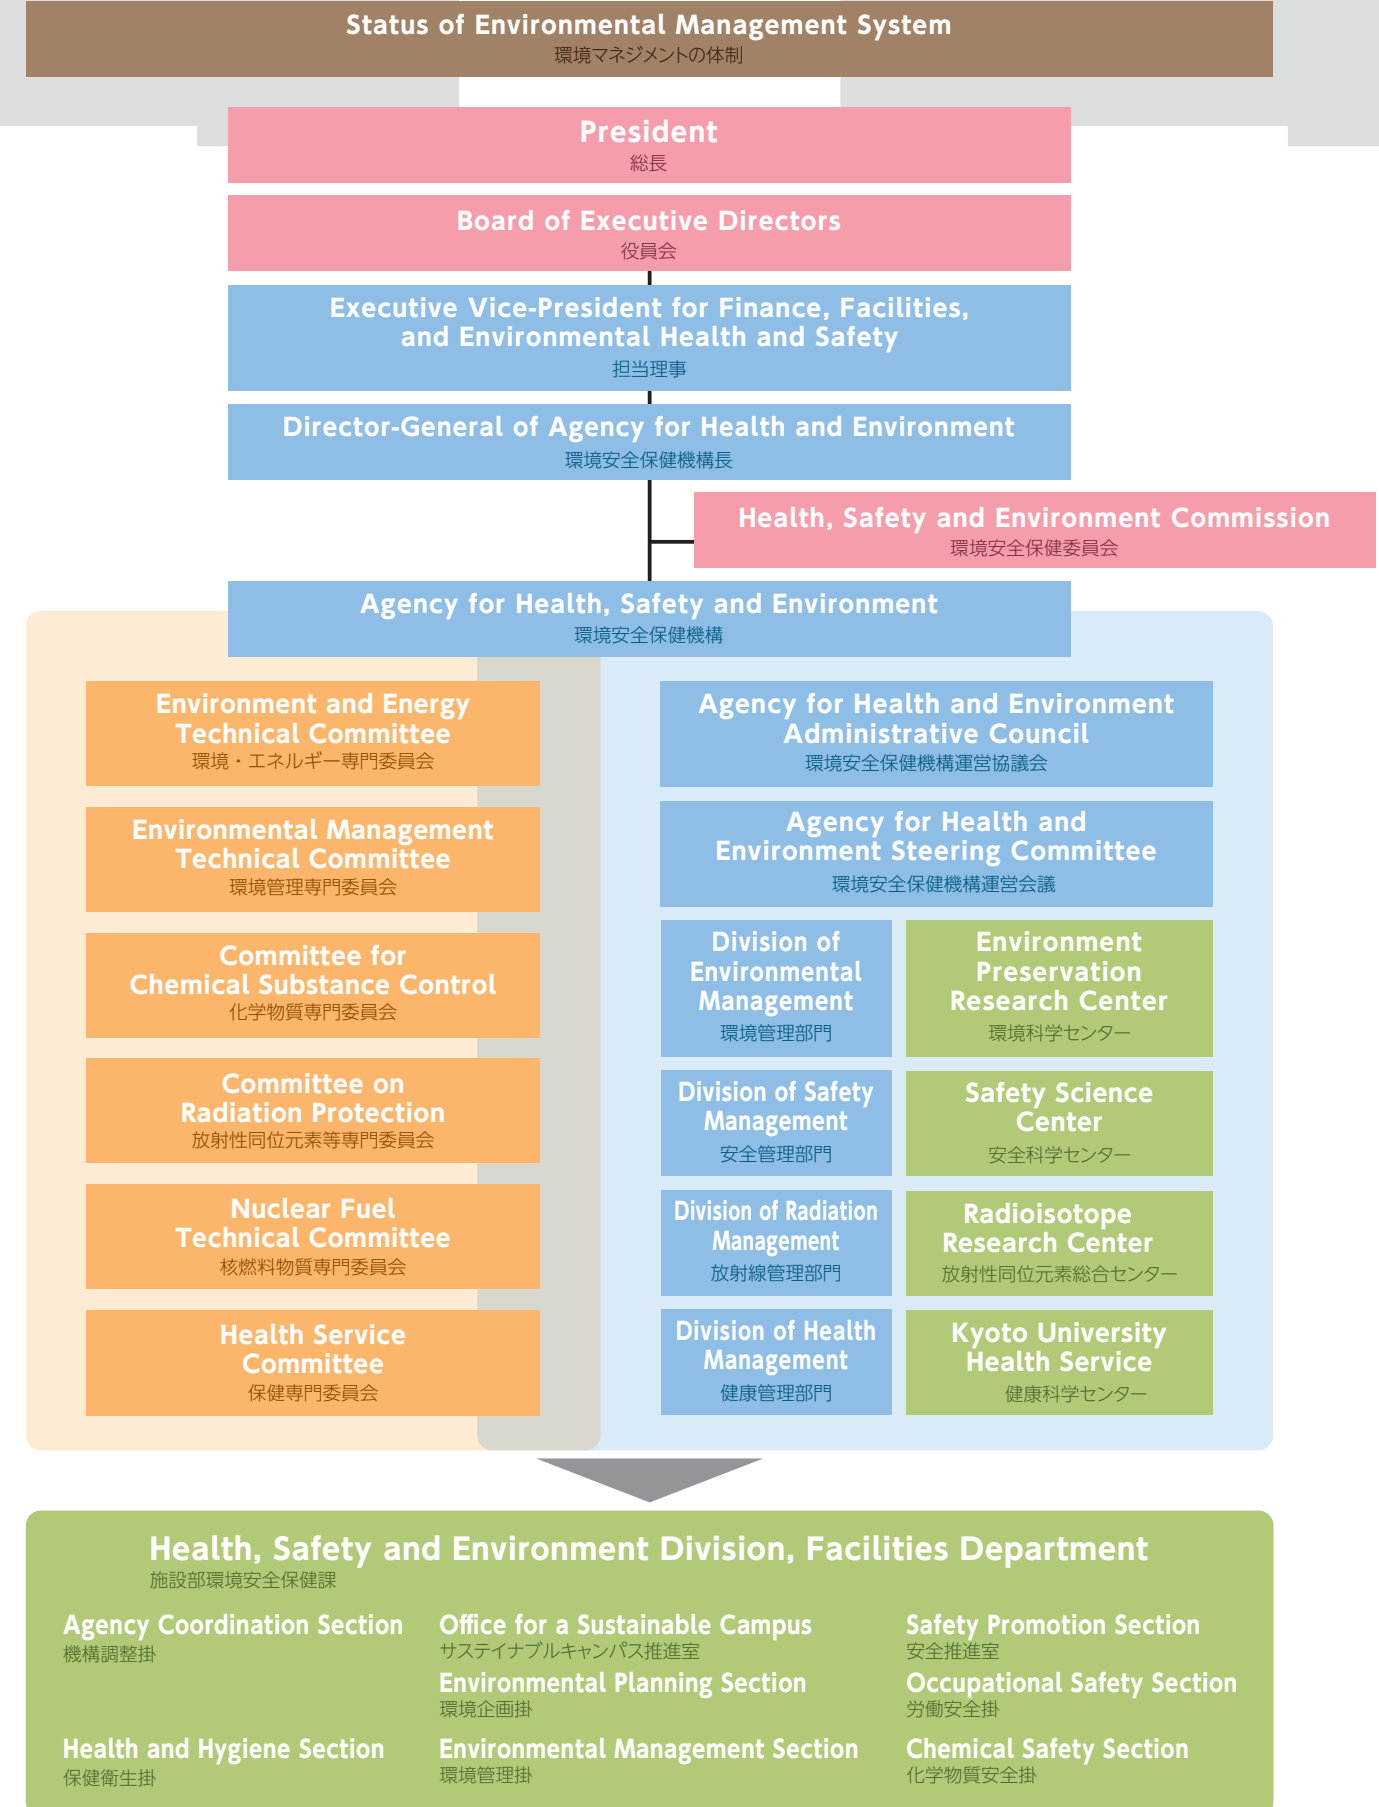 Status of Environmental Management System
環境マネジメントの体制
President
総長
Board of Executive Directors
役員会
Executive Vice-President for Finance, Facilities,
and Environmental Health and Safety
担当理事
Director-General of Agency for Health and Environment
環境安全保健機構長
Health, Safety and Environment Commission
環境安全保健委員会
Agency for Health, Safety and Environment
環境安全保健機構
Environment and Energy
Technical Committee
環境・エネルギー専門委員会
Environmental Management
Technical Committee
環境管理専門委員会
Committee for
Chemical Substance Control
化学物質専門委員会
Committee on
Radiation Protection
放射性同位元素等専門委員会
Nuclear Fuel
Technical Committee
核燃料物質専門委員会
Health Service
Committee
保健専門委員会
Agency for Health and Environment
Administrative Council
環境安全保健機構運営協議会
Agency for Health and
Environment Steering Committee
環境安全保健機構運営会議
Division of
Environmental
Management
環境管理部門
Environment
Preservation
Research Center
環境科学センター
Division of Safety
Management
安全管理部門
Safety Science
Center
安全科学センター
Division of Radiation
Management
放射線管理部門
Radioisotope
Research Center
放射性同位元素総合センター
Division of Health
Management
健康管理部門
Kyoto University
Health Service
健康科学センター
Health, Safety and Environment Division, Facilities Department
施設部環境安全保健課
Agency Coordination Section
機構調整掛
Health and Hygiene Section
保健衛生掛
Office for a Sustainable Campus
サステイナブルキャンパス推進室
Environmental Planning Section
環境企画掛
Environmental Management Section
環境管理掛
Safety Promotion Section
安全推進室
Occupational Safety Section
労働安全掛
Chemical Safety Section
化学物質安全掛